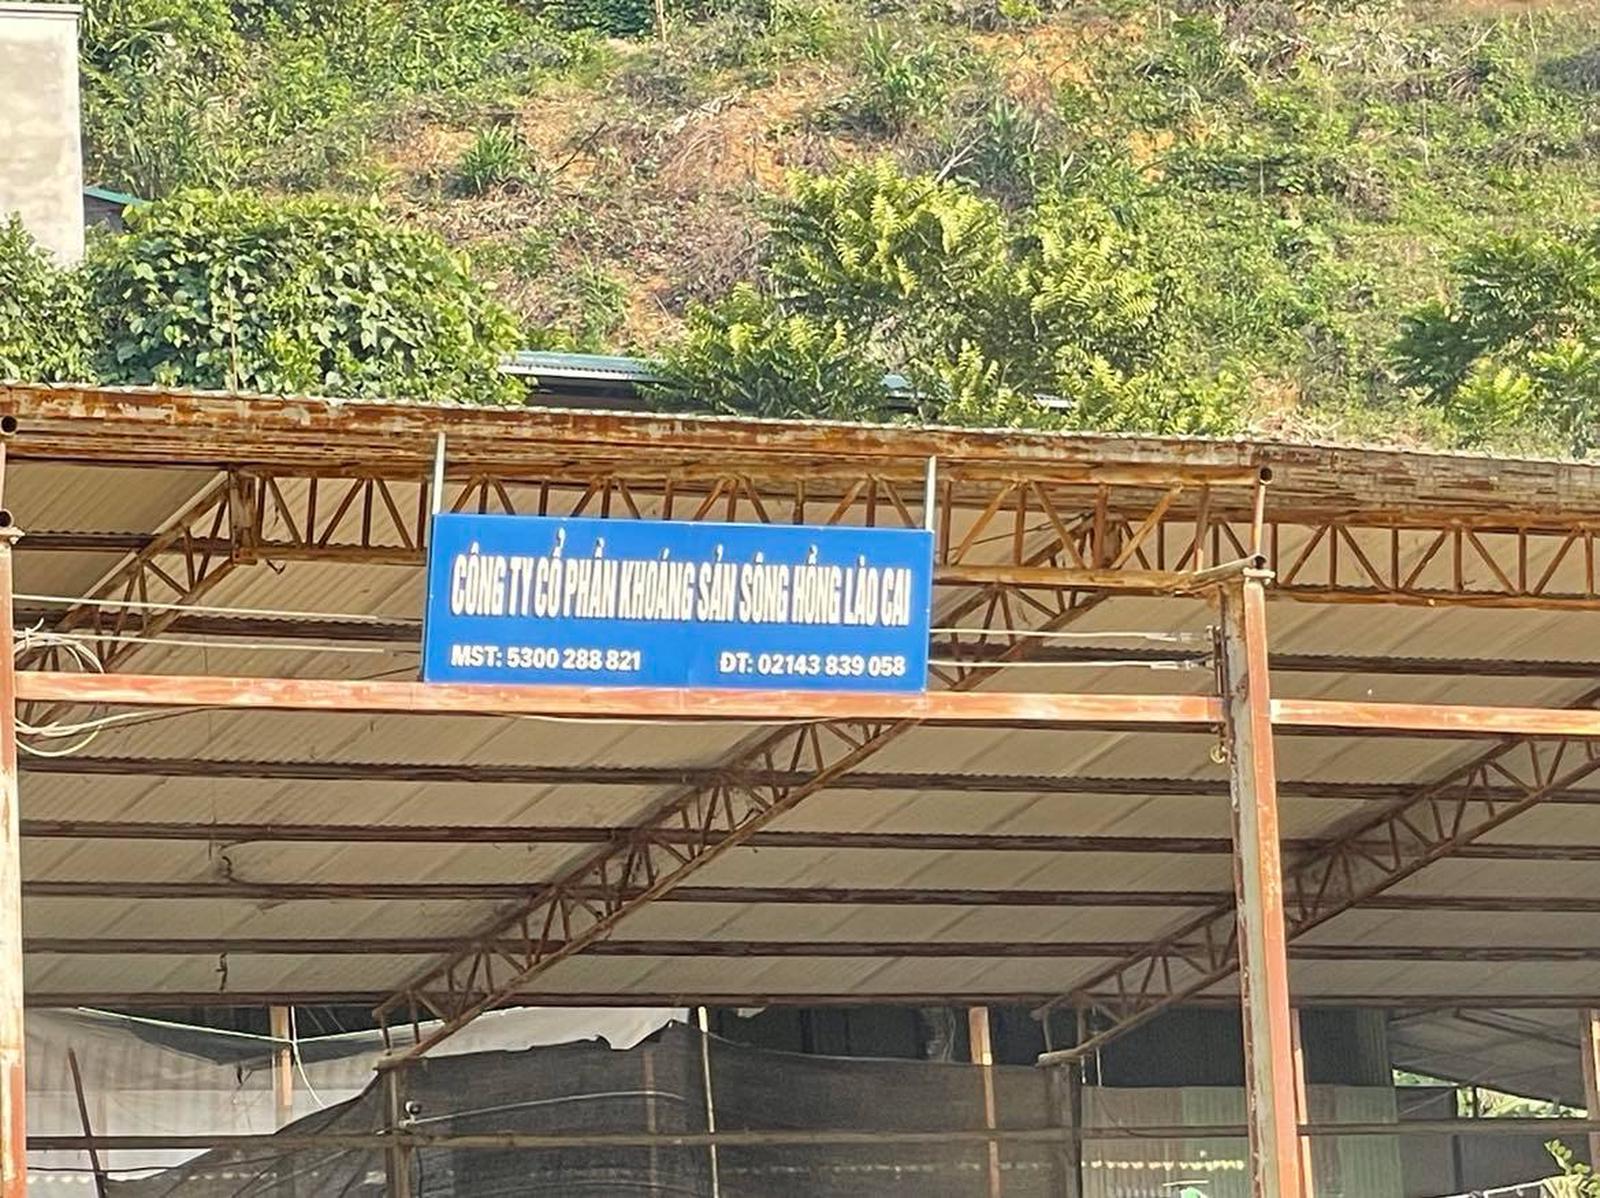 CÔNG TY CỔ PHẦN KHOÁNG SẢN SÔNG HỒNG LÀO CAI
MST: 5300 288 821 ĐT: 02143 839 058